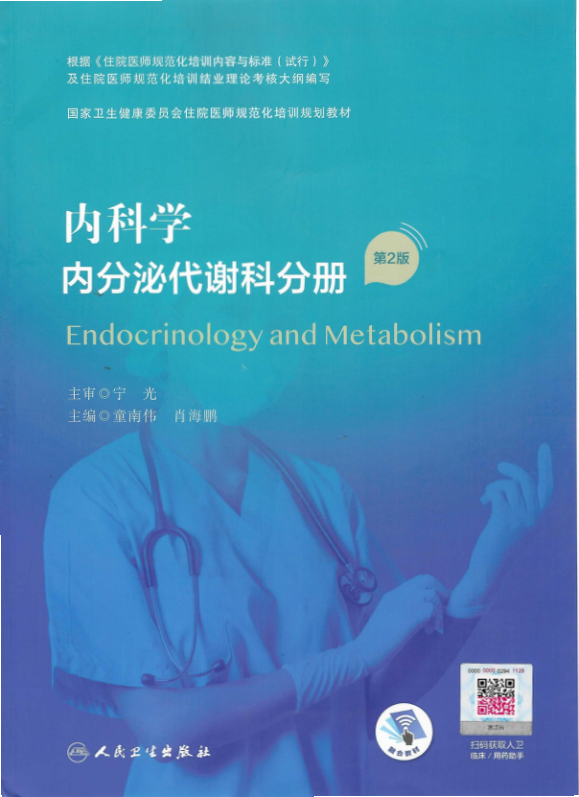 根据《住院医师规范化培训内容与标准（试行）》
及住院医师规范化培训结业理论考核大纲编写
国家卫生健康委员会住院医师规范化培训规划教材
内科学
内分泌代谢科分册
第2版
Endocrinology and Metabolism
主审◎宁 光
主编◎童南伟 肖海鹏
0000 0000 0294 1128
融合教材
人民卫生出版社
扫码获取人卫
临床/用药助手